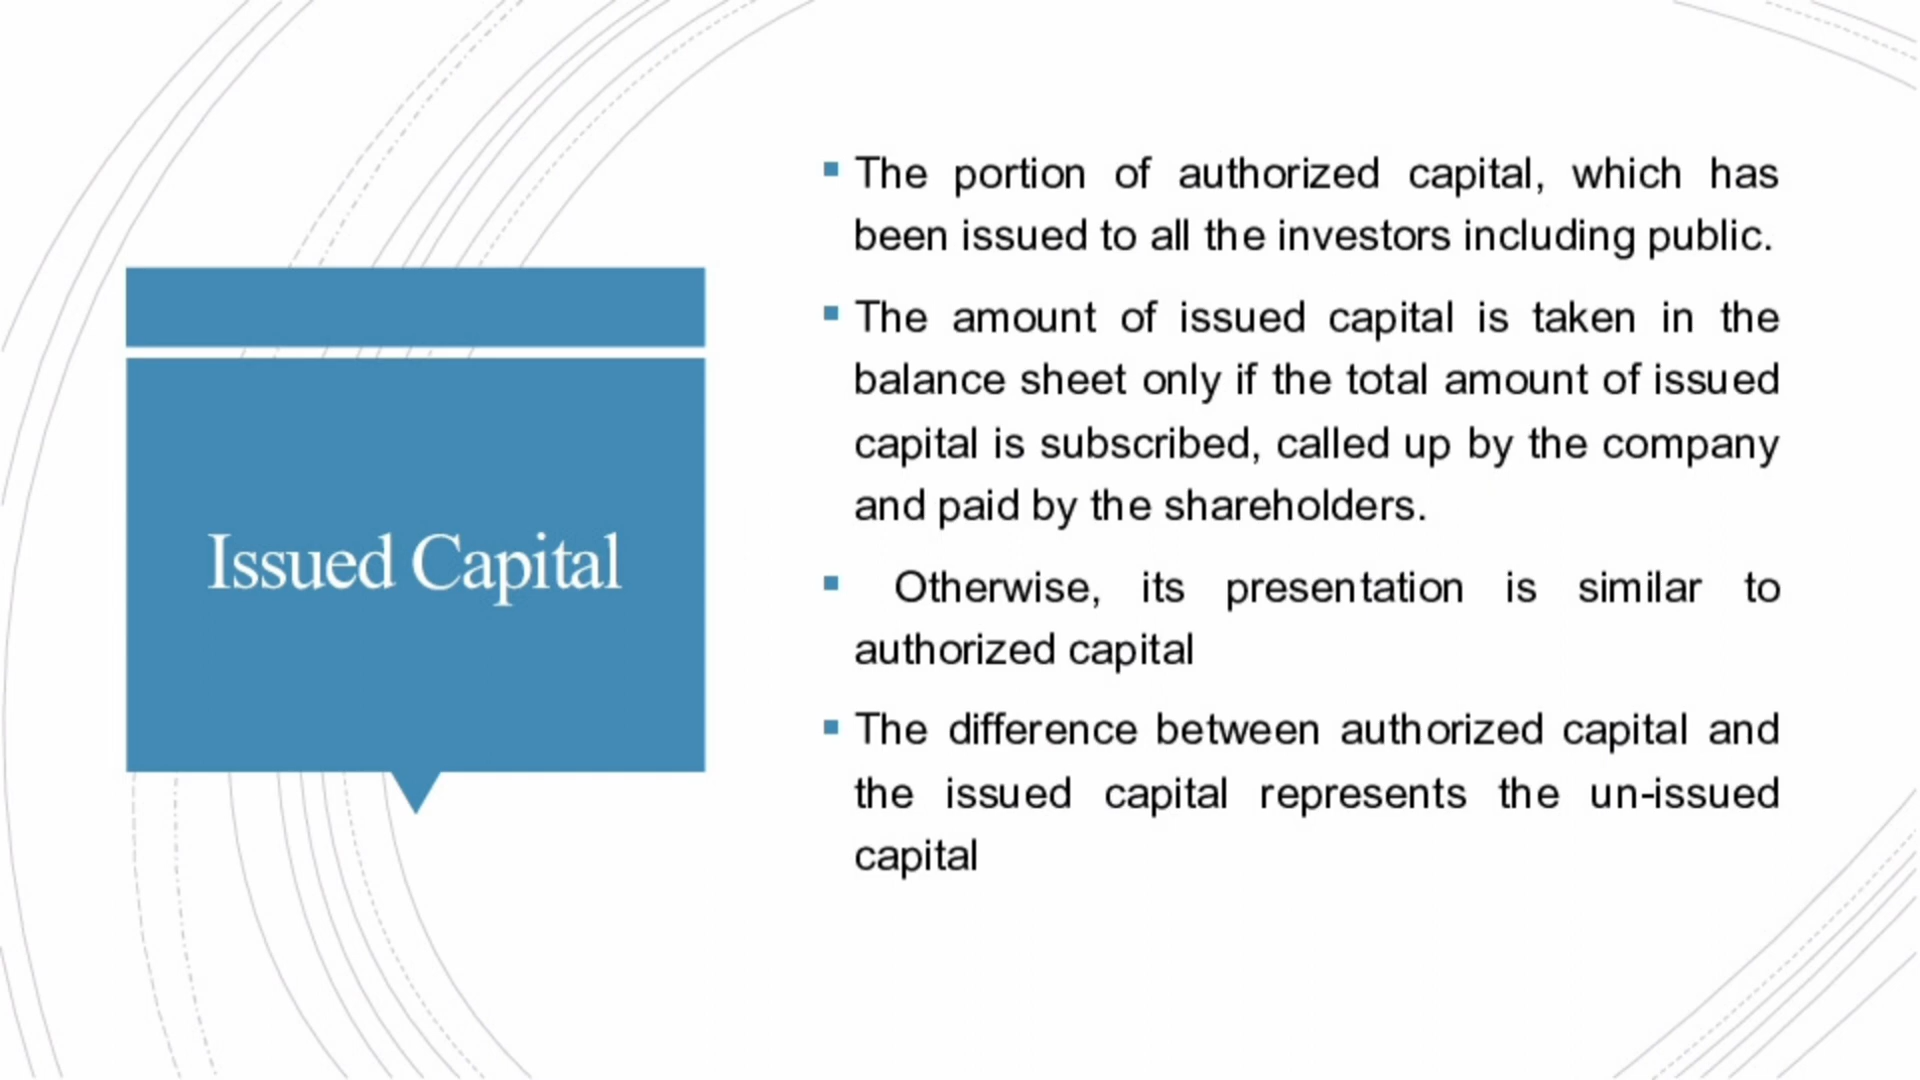 Issued Capital
The portion of authorized capital, which has
been issued to all the investors including public.
The amount of issued capital is taken in the
balance sheet only if the total amount of issued
capital is subscribed, called up by the company
and paid by the shareholders.
Otherwise, its presentation is similar to
authorized capital
The difference between authorized capital and
the issued capital represents the un-issued
capital